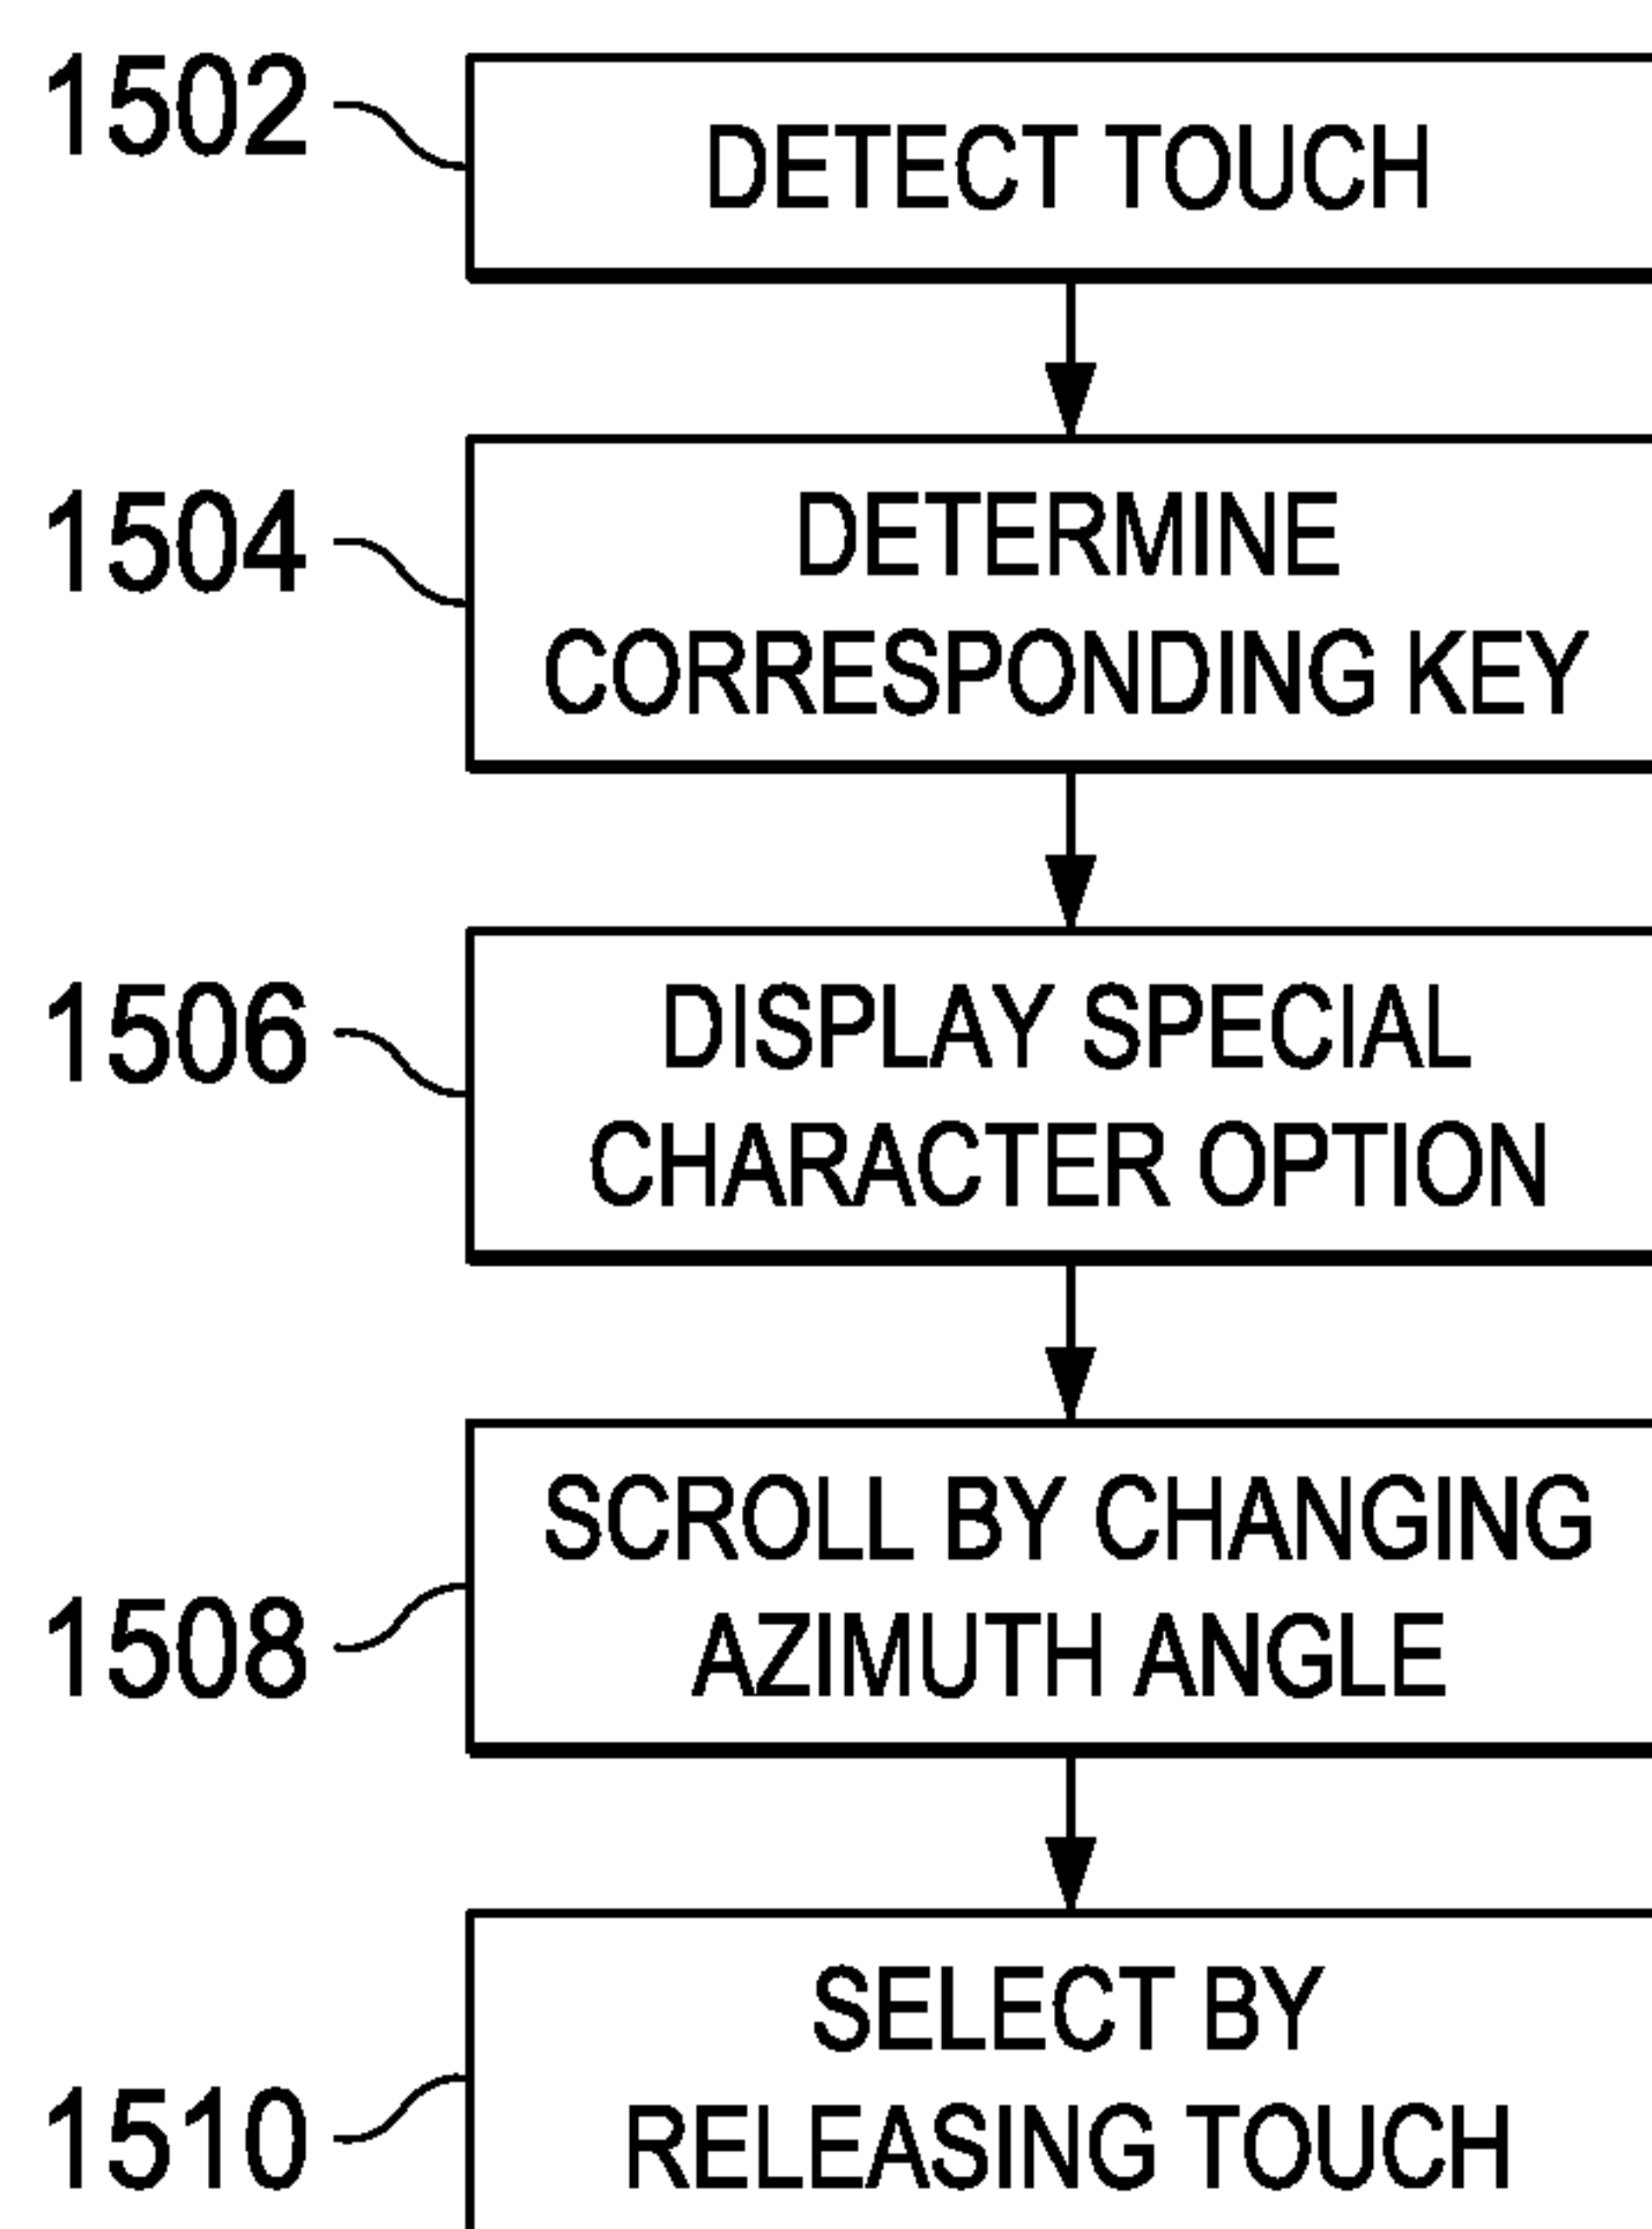 1502
DETECT TOUCH
1504
DETERMINE
CORRESPONDING KEY
1506
DISPLAY SPECIAL
CHARACTER OPTION
1508
SCROLL BY CHANGING
AZIMUTH ANGLE
1510
SELECT BY
RELEASING TOUCH